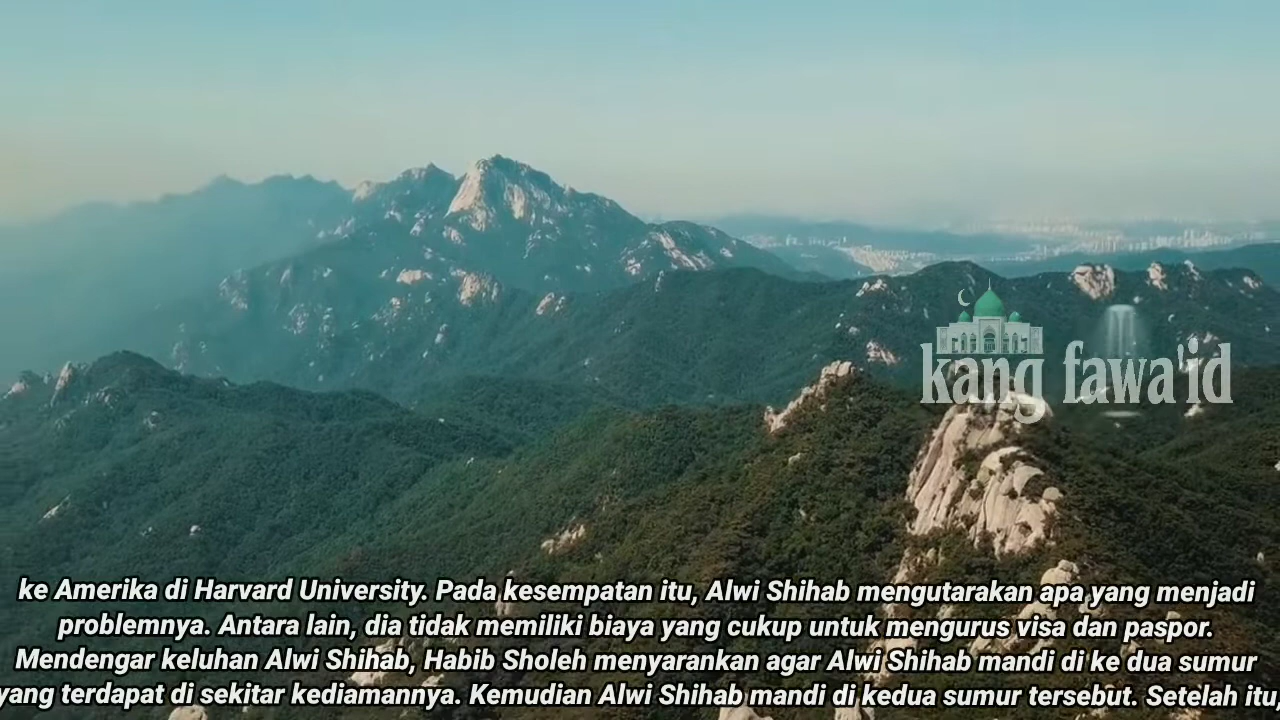 kang fawa'id
ke Amerika di Harvard University. Pada kesempatan itu, Alwi Shihab mengutarakan apa yang menjadi
problemnya. Antara lain, dia tidak memiliki biaya yang cukup untuk mengurus visa dan paspor.
Mendengar keluhan Alwi Shihab, Habib Sholeh menyarankan agar Alwi Shihab mandi di ke dua sumur
yang terdapat di sekitar kediamannya. Kemudian Alwi Shihab mandi di kedua sumur tersebut. Setelah itu,